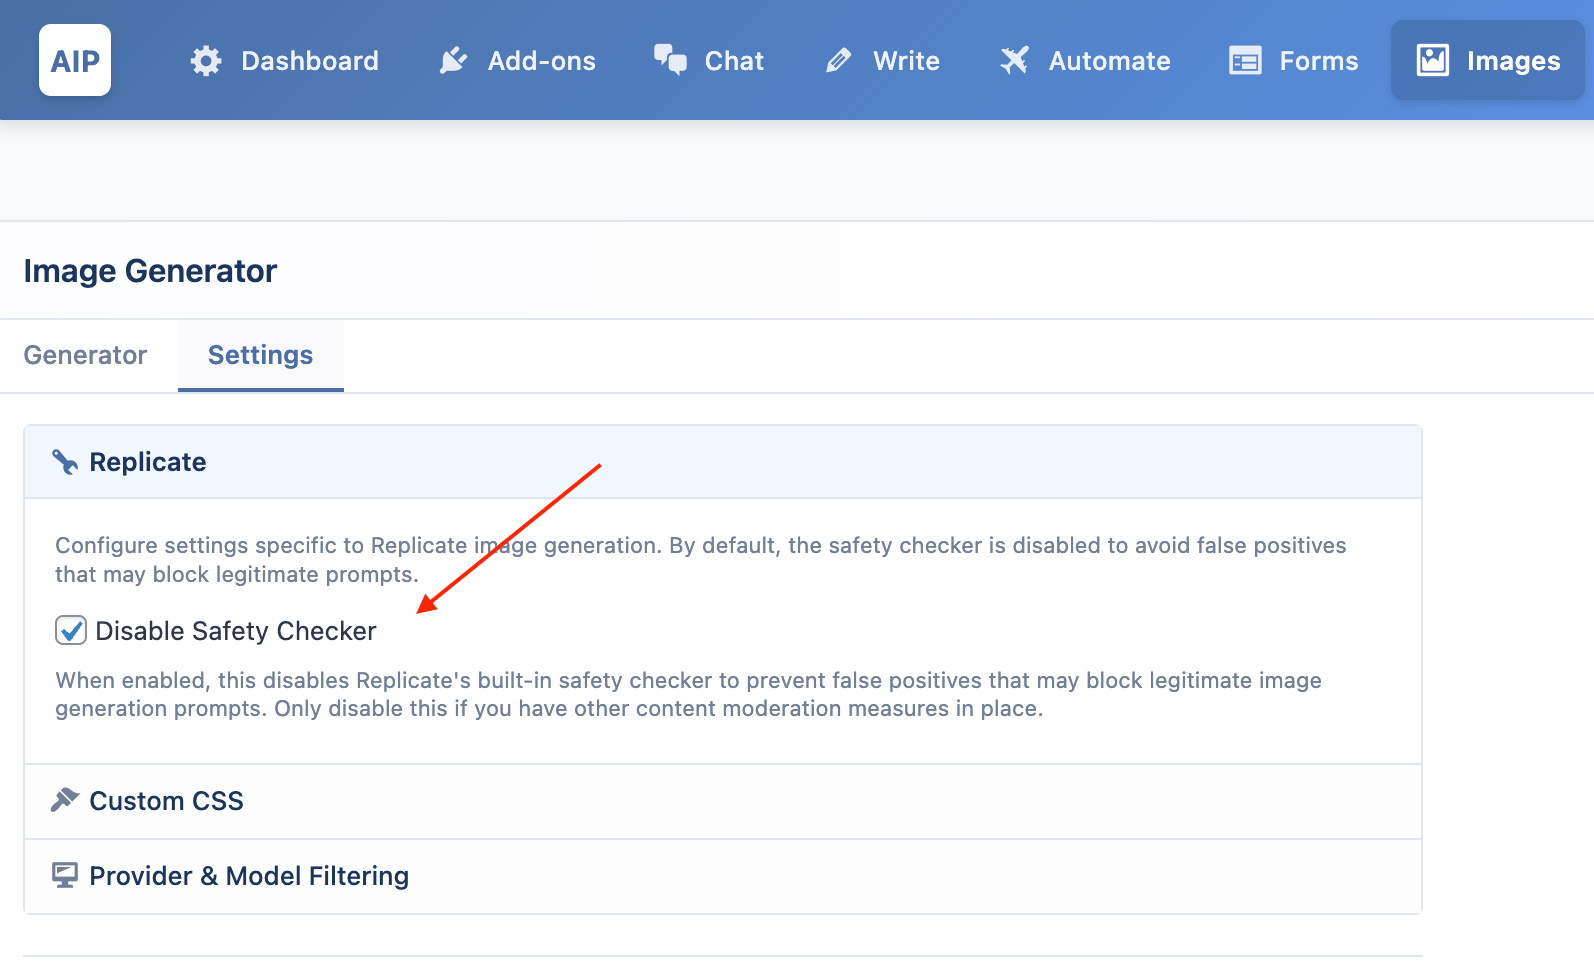 AIP
Dashboard
Add-ons
Chat
Write
Automate
Forms
Images
Image Generator
Generator
Settings
Replicate
Configure settings specific to Replicate image generation. By default, the safety checker is disabled to avoid false positives
that may block legitimate prompts.
Disable Safety Checker
When enabled, this disables Replicate's built-in safety checker to prevent false positives that may block legitimate image
generation prompts. Only disable this if you have other content moderation measures in place.
Custom CSS
Provider & Model Filtering